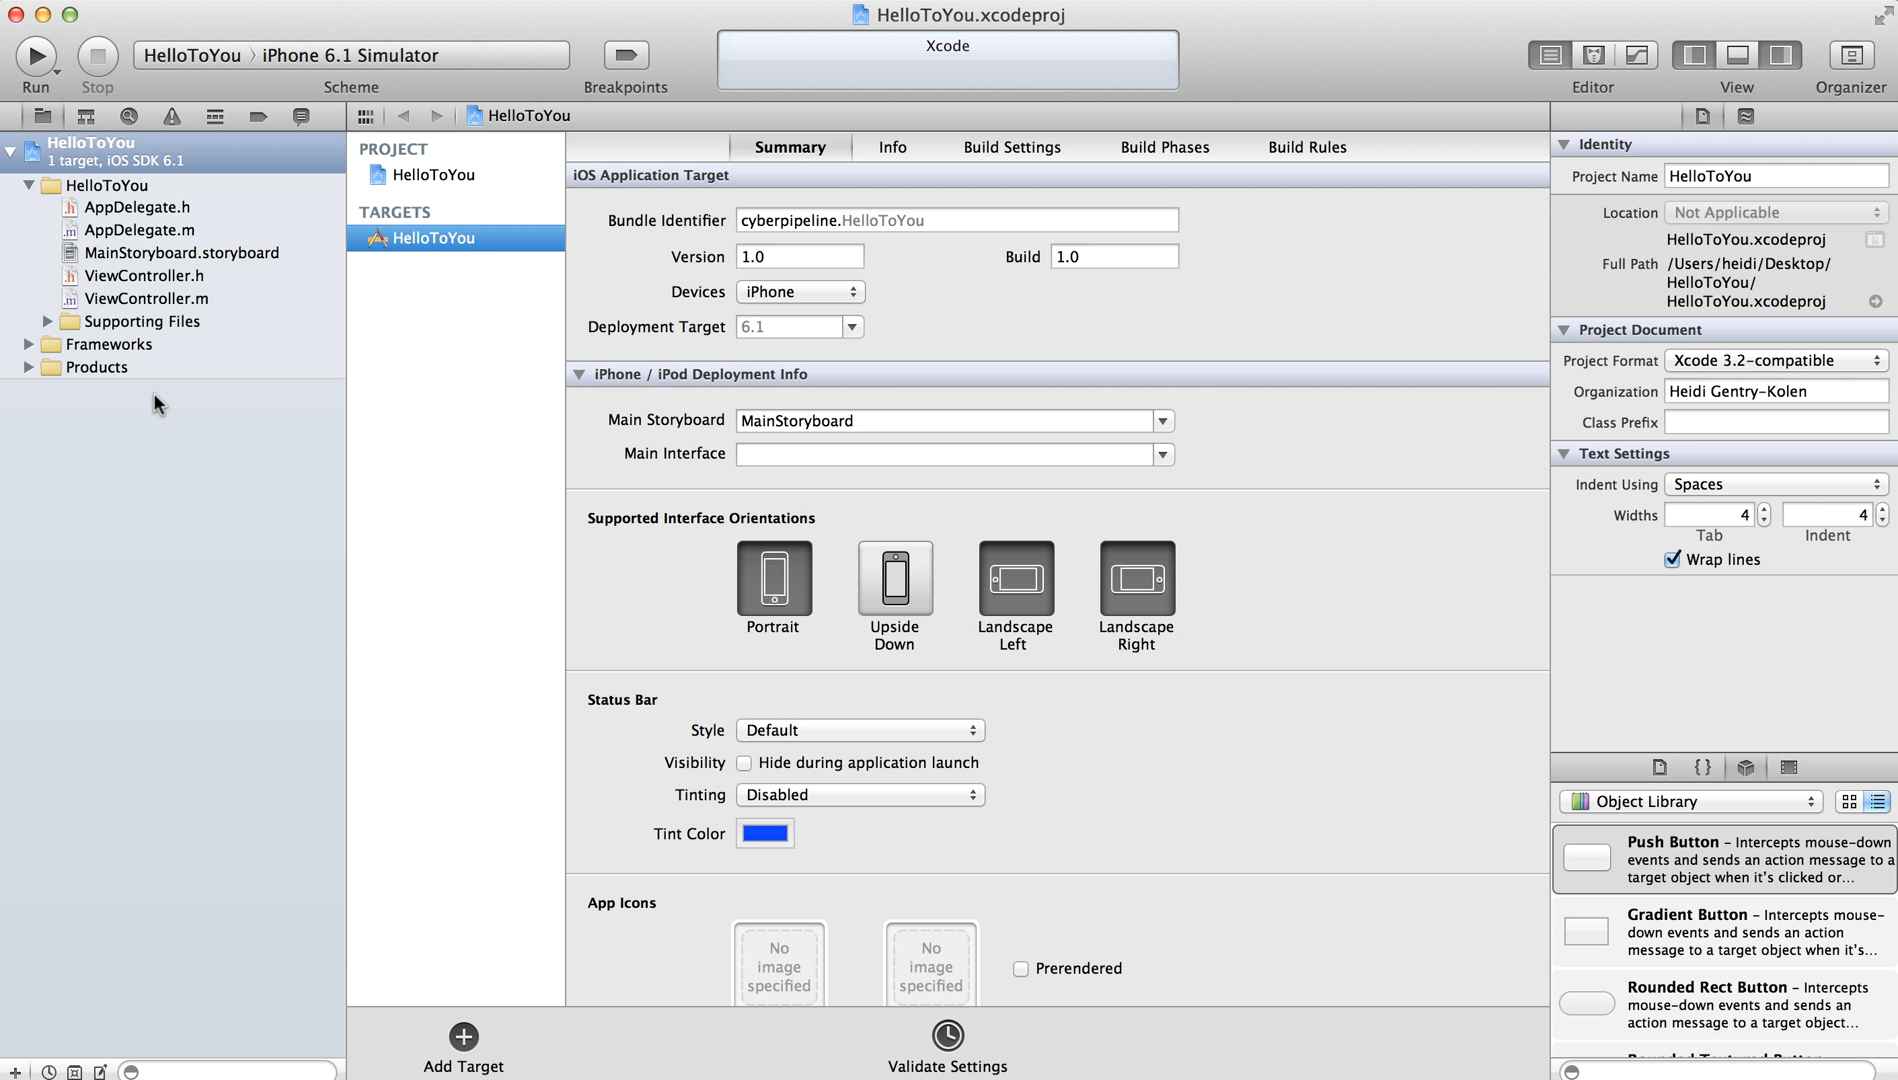 HelloToYou.xcodeproj
Run
Stop
HelloToYou 〉 iPhone 6.1 Simulator
Scheme
Breakpoints
Xcode
Editor
View
Organizer
HelloToYou
1 target, iOS SDK 6.1
HelloToYou
AppDelegate.h
AppDelegate.m
MainStoryboard.storyboard
ViewController.h
ViewController.m
Supporting Files
Frameworks
Products
HelloToYou
PROJECT
HelloToYou
TARGETS
HelloToYou
Summary
Info
Build Settings
Build Phases
Build Rules
iOS Application Target
Bundle Identifier cyberpipeline.HelloToYou
Version 1.0
Build 1.0
Devices iPhone
Deployment Target 6.1
iPhone / iPod Deployment Info
Main Storyboard MainStoryboard
Main Interface
Supported Interface Orientations
Portrait
Upside
Down
Landscape
Left
Landscape
Right
Status Bar
Style Default
Visibility Hide during application launch
Tinting Disabled
Tint Color
App Icons
No
image
specified
No
image
specified
Prerendered
Add Target
Validate Settings
Identity
Project Name HelloToYou
Location Not Applicable
HelloToYou.xcodeproj
Full Path /Users/heidi/Desktop/
HelloToYou/
HelloToYou.xcodeproj
Project Document
Project Format Xcode 3.2-compatible
Organization Heidi Gentry-Kolen
Class Prefix
Text Settings
Indent Using Spaces
Widths 4 4
Tab Indent
Wrap lines
{}
Object Library
Push Button - Intercepts mouse-down
events and sends an action message to a
target object when it's clicked or...
Gradient Button - Intercepts mouse-
down events and sends an action
message to a target object when it's...
Rounded Rect Button - Intercepts
mouse-down events and sends an
action message to a target object...